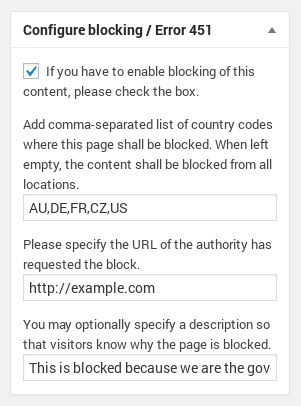 Configure blocking / Error 451
If you have to enable blocking of this
content, please check the box.
Add comma-separated list of country codes
where this page shall be blocked. When left
empty, the content shall be blocked from all
locations.
AU,DE,FR,CZ,US
Please specify the URL of the authority has
requested the block.
http://example.com
You may optionally specify a description so
that visitors know why the page is blocked.
This is blocked because we are the gov